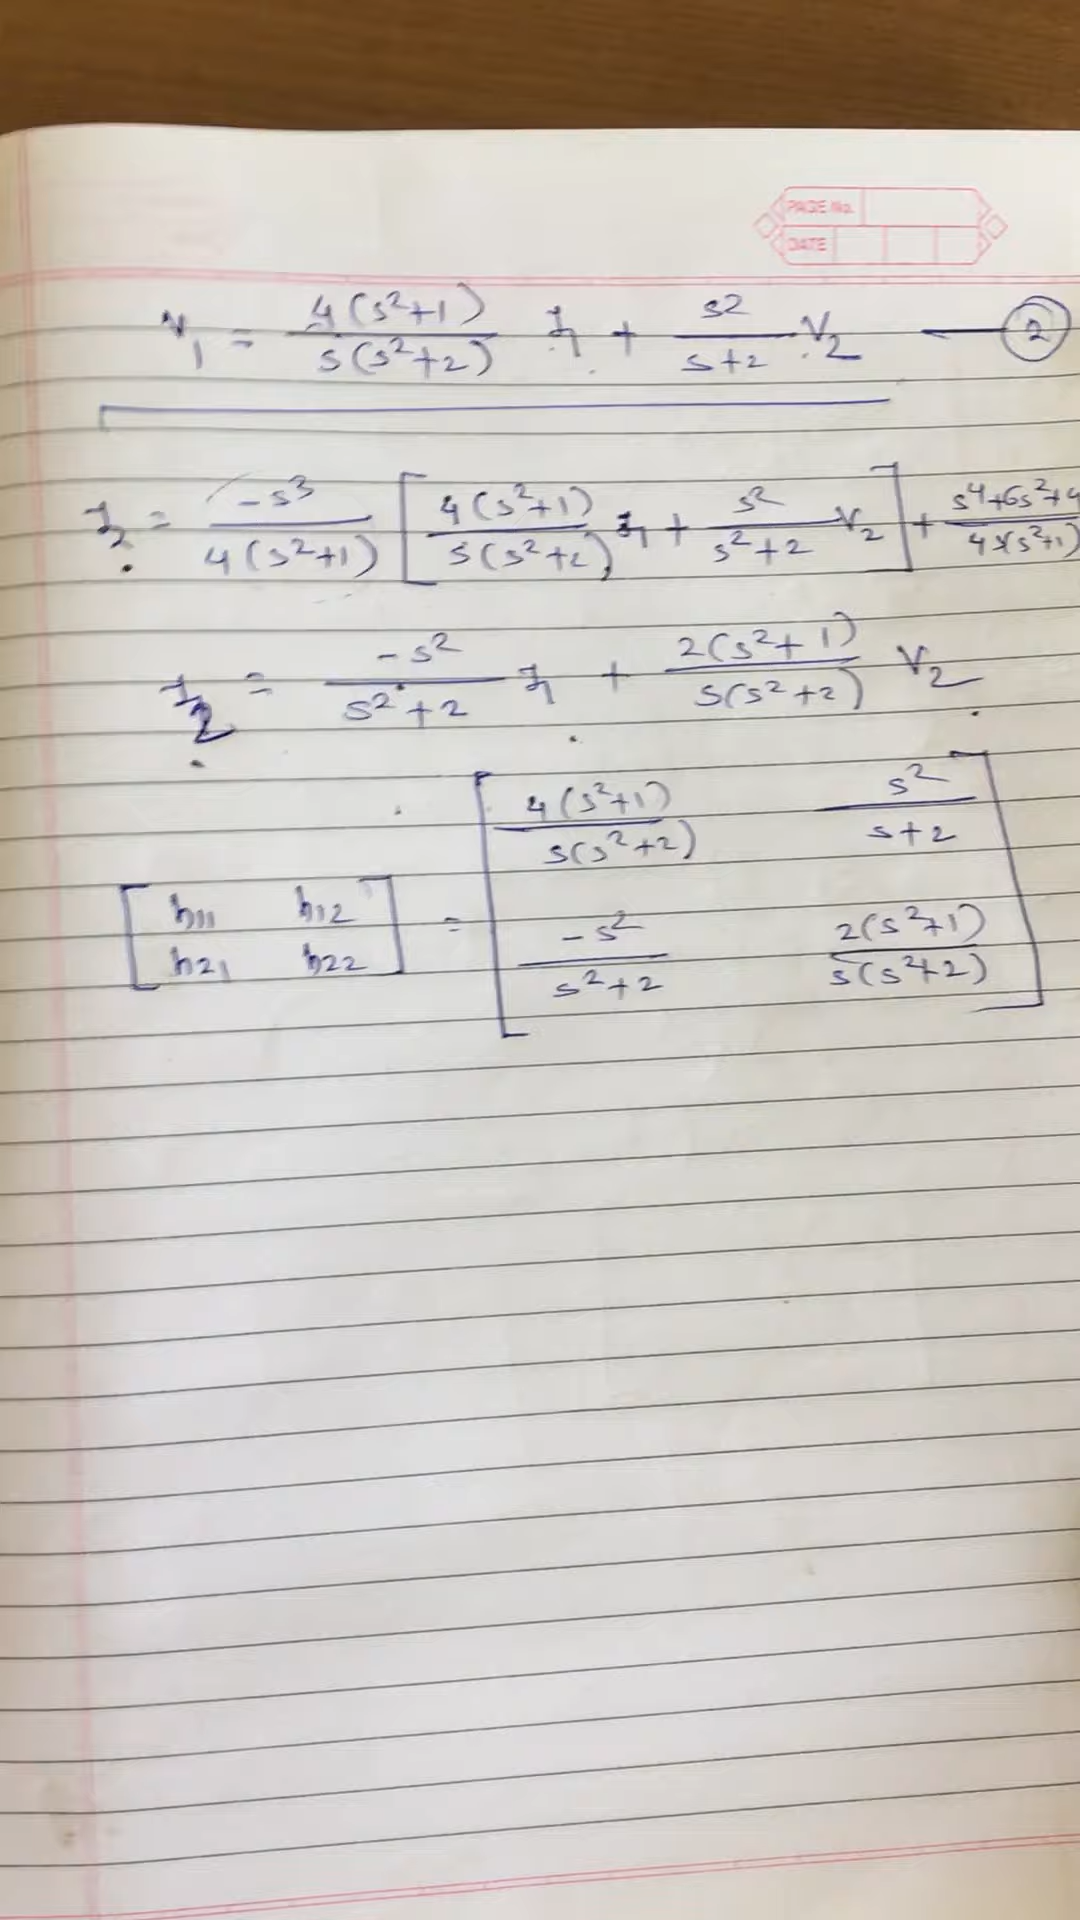 PAGE No.
DATE
V₁ = 4(s²+1) / s(s²+2) I₁ + s² / s+2 V₂ — ②
I₂ = -s³ / 4(s²+1) [ 4(s²+1) / s(s²+2) I₁ + s² / s²+2 V₂ ] + s⁴+6s²+4 / 4s(s²+1)
I₂ = -s² / s²+2 I₁ + 2(s²+1) / s(s²+2) V₂
[ h₁₁ h₁₂ ; h₂₁ h₂₂ ] = [ 4(s²+1) / s(s²+2) s² / s+2 ; -s² / s²+2 2(s²+1) / s(s²+2) ]